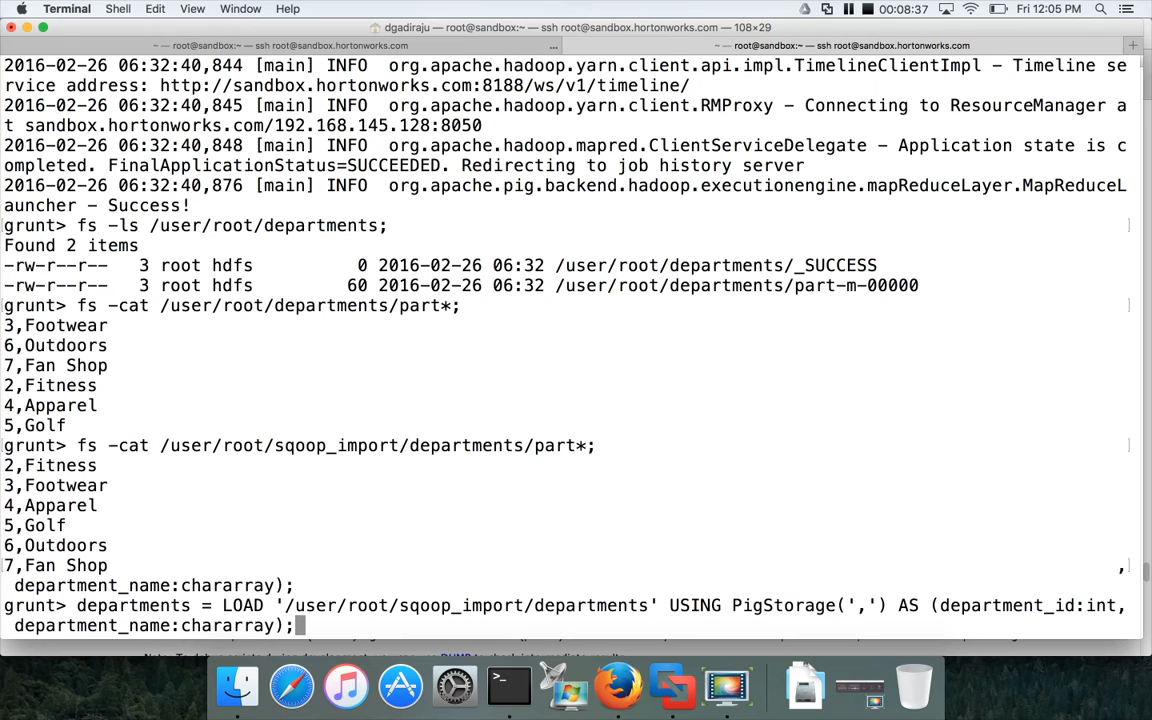 Terminal Shell Edit View Window Help 00:08:37 Fri 12:05 PM
dgadiraju — root@sandbox:~ — ssh root@sandbox.hortonworks.com — 108×29
~ — root@sandbox:~ — ssh root@sandbox.hortonworks.com ... ~ — root@sandbox:~ — ssh root@sandbox.hortonworks.com +
2016-02-26 06:32:40,844 [main] INFO  org.apache.hadoop.yarn.client.api.impl.TimelineClientImpl – Timeline se
rvice address: http://sandbox.hortonworks.com:8188/ws/v1/timeline/
2016-02-26 06:32:40,845 [main] INFO  org.apache.hadoop.yarn.client.RMProxy – Connecting to ResourceManager a
t sandbox.hortonworks.com/192.168.145.128:8050
2016-02-26 06:32:40,848 [main] INFO  org.apache.hadoop.mapred.ClientServiceDelegate – Application state is c
ompleted. FinalApplicationStatus=SUCCEEDED. Redirecting to job history server
2016-02-26 06:32:40,876 [main] INFO  org.apache.pig.backend.hadoop.executionengine.mapReduceLayer.MapReduceL
auncher – Success!
grunt> fs -ls /user/root/departments;
Found 2 items
-rw-r--r--   3 root hdfs          0 2016-02-26 06:32 /user/root/departments/_SUCCESS
-rw-r--r--   3 root hdfs         60 2016-02-26 06:32 /user/root/departments/part-m-00000
grunt> fs -cat /user/root/departments/part*;
3,Footwear
6,Outdoors
7,Fan Shop
2,Fitness
4,Apparel
5,Golf
grunt> fs -cat /user/root/sqoop_import/departments/part*;
2,Fitness
3,Footwear
4,Apparel
5,Golf
6,Outdoors
7,Fan Shop ,
department_name:chararray);
grunt> departments = LOAD '/user/root/sqoop_import/departments' USING PigStorage(',') AS (department_id:int,
department_name:chararray);